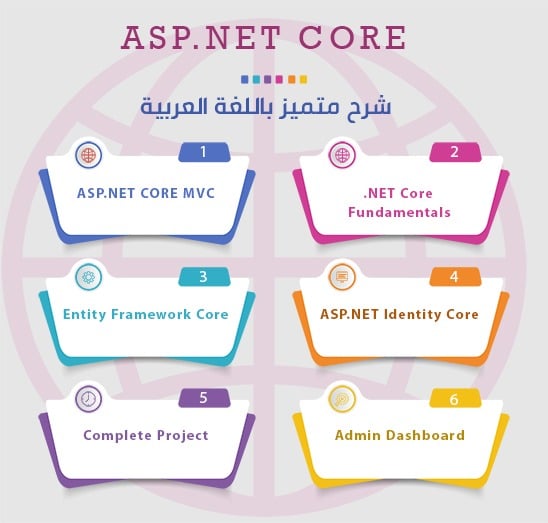 ASP.NET CORE
شرح متميز باللغة العربية
1
ASP.NET CORE MVC
2
.NET Core
Fundamentals
3
Entity Framework Core
4
ASP.NET Identity Core
5
Complete Project
6
Admin Dashboard